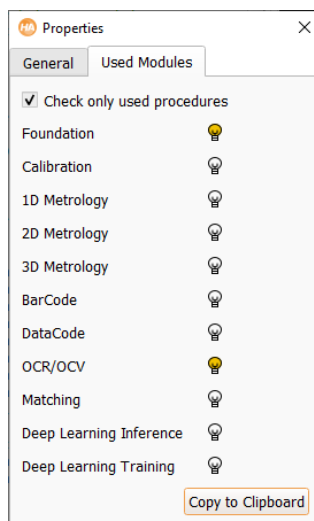 HA Properties
General Used Modules
Check only used procedures
Foundation
Calibration
1D Metrology
2D Metrology
3D Metrology
BarCode
DataCode
OCR/OCV
Matching
Deep Learning Inference
Deep Learning Training
Copy to Clipboard